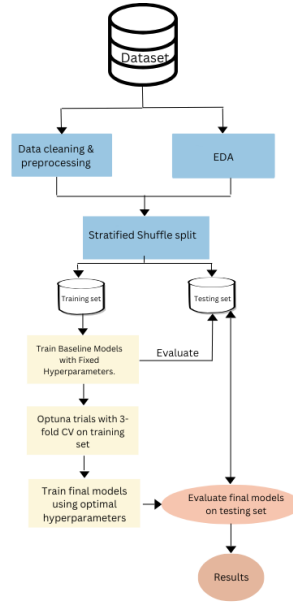 Dataset
Data cleaning &
preprocessing
EDA
Stratified Shuffle split
Training set
Testing set
Train Baseline Models
with Fixed
Hyperparameters.
Evaluate
Optuna trials with 3-
fold CV on training
set
Train final models
using optimal
hyperparameters
Evaluate final models
on testing set
Results